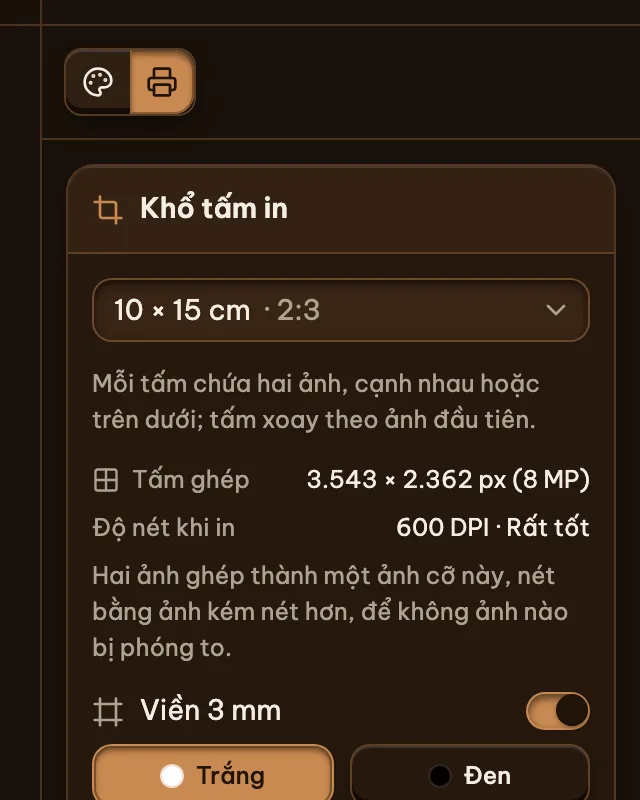 Khổ tấm in
10 × 15 cm · 2:3
Mỗi tấm chứa hai ảnh, cạnh nhau hoặc
trên dưới; tấm xoay theo ảnh đầu tiên.
Tấm ghép 3.543 × 2.362 px (8 MP)
Độ nét khi in 600 DPI · Rất tốt
Hai ảnh ghép thành một ảnh cỡ này, nét
bằng ảnh kém nét hơn, để không ảnh nào
bị phóng to.
Viền 3 mm
Trắng Đen